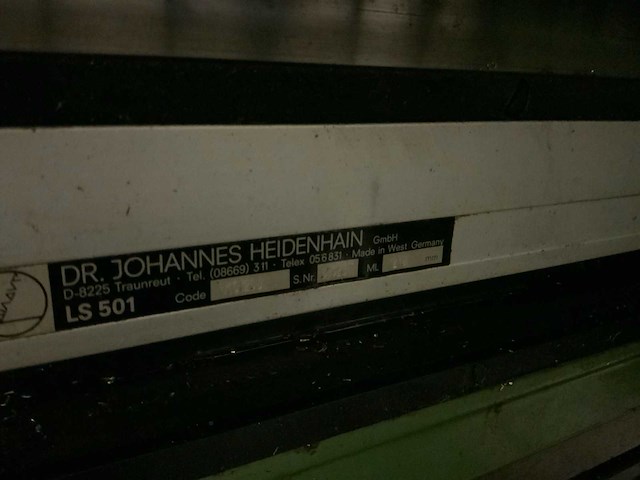 DR. JOHANNES HEIDENHAIN GmbH
D-8225 Traunreut · Tel. (08669) 311 · Telex 056831 · Made in West Germany
LS 501 Code S.Nr. ML mm